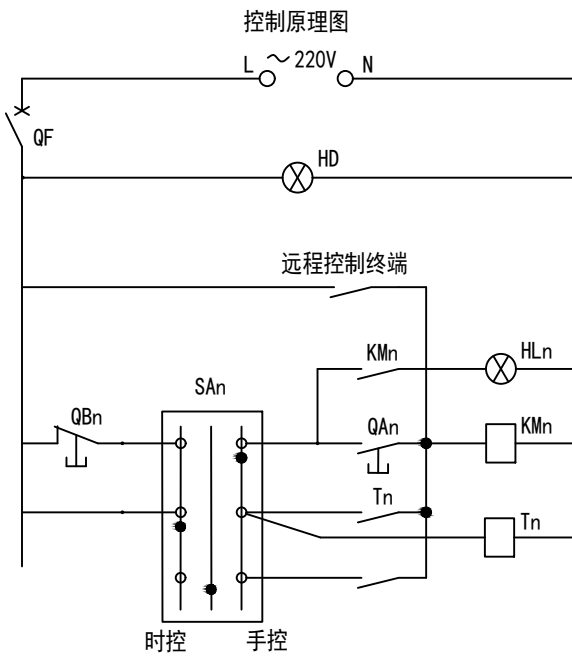 控制原理图
L ～220V N
QF
HD
远程控制终端
KMn HLn
SAn
QBn QAn KMn
Tn Tn
时控 手控